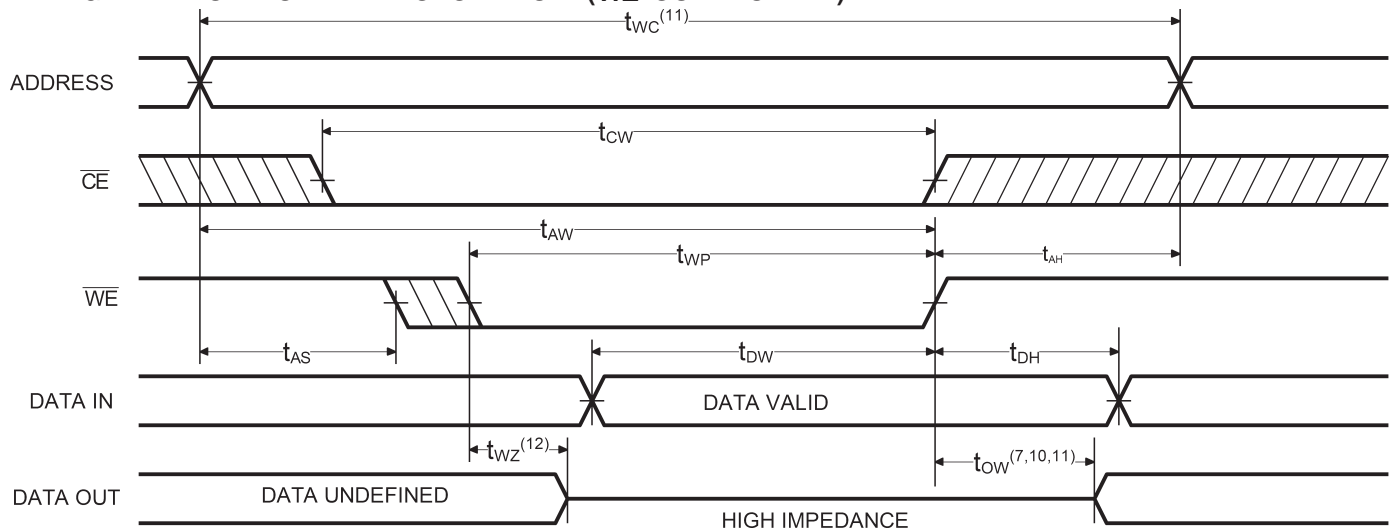 tWC(11)
ADDRESS
tCW
CE
tAW
tWP
tAH
WE
tAS
tDW
tDH
DATA IN
DATA VALID
tWZ(12)
tOW(7,10,11)
DATA OUT
DATA UNDEFINED
HIGH IMPEDANCE